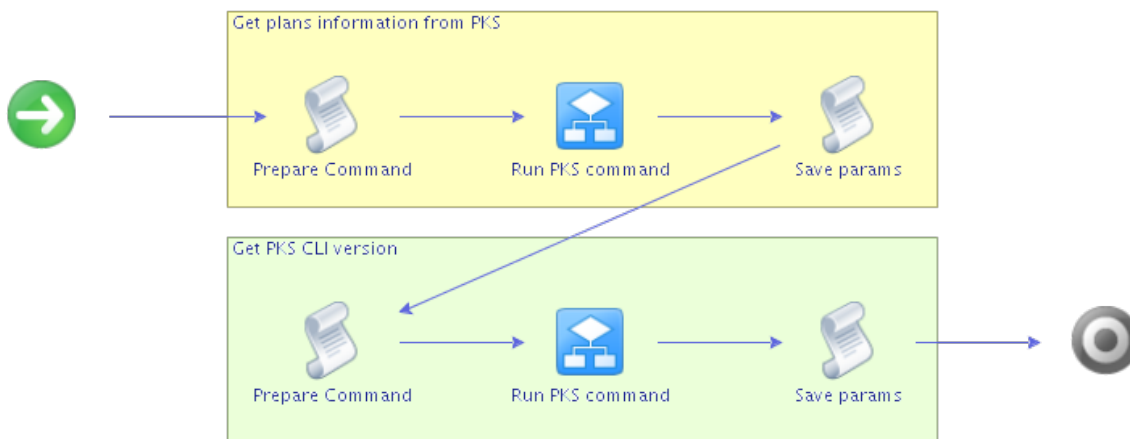 Get plans information from PKS
Prepare Command
Run PKS command
Save params
Get PKS CLI version
Prepare Command
Run PKS command
Save params